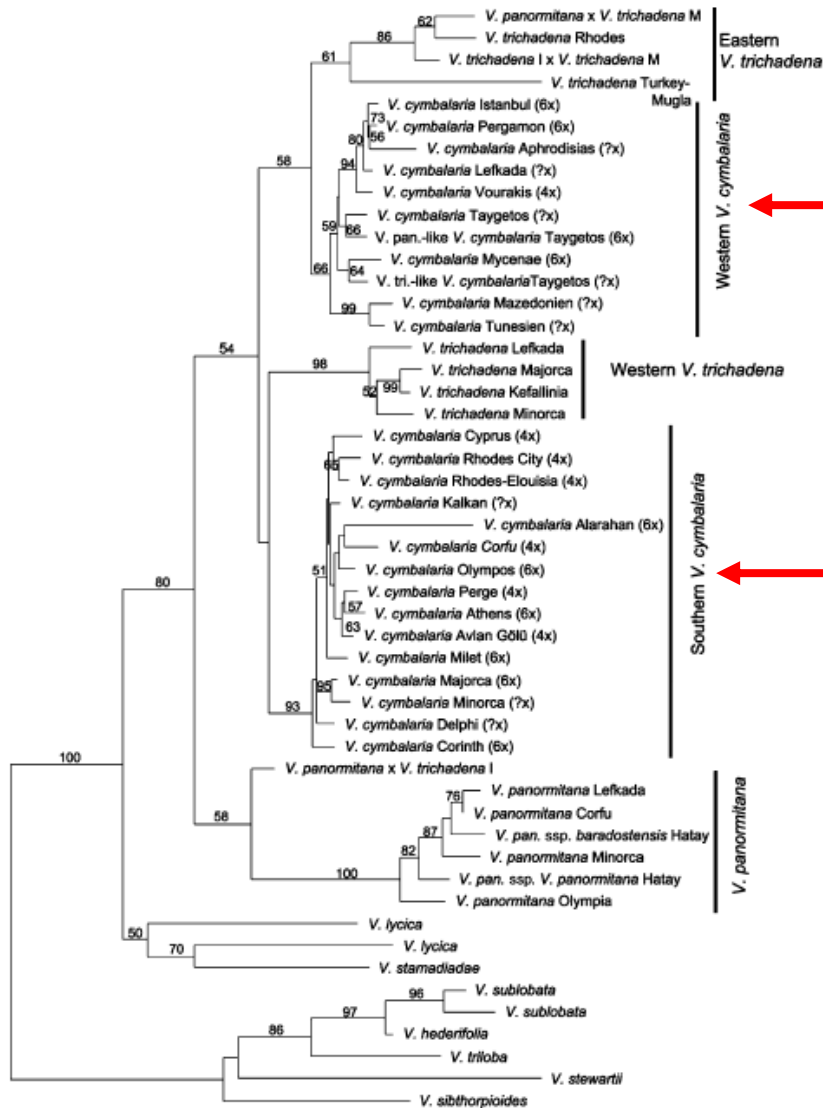 V. panormitana x V. trichadena M
62
V. trichadena Rhodes
86
V. trichadena I x V. trichadena M
61
V. trichadena Turkey-
Mugla
Eastern
V. trichadena
V. cymbalaria Istanbul (6x)
73
V. cymbalaria Pergamon (6x)
56
80
V. cymbalaria Aphrodisias (?x)
58
94
V. cymbalaria Lefkada (?x)
V. cymbalaria Vourakis (4x)
V. cymbalaria Taygetos (?x)
59
66
V. pan.-like V. cymbalaria Taygetos (6x)
V. cymbalaria Mycenae (6x)
66
64
V. tri.-like V. cymbalariaTaygetos (?x)
V. cymbalaria Mazedonien (?x)
99
V. cymbalaria Tunesien (?x)
Western V. cymbalaria
54
98
V. trichadena Lefkada
V. trichadena Majorca
99
52
V. trichadena Kefallinia
V. trichadena Minorca
Western V. trichadena
V. cymbalaria Cyprus (4x)
65
V. cymbalaria Rhodes City (4x)
V. cymbalaria Rhodes-Elouisia (4x)
V. cymbalaria Kalkan (?x)
V. cymbalaria Alarahan (6x)
V. cymbalaria Corfu (4x)
51
V. cymbalaria Olympos (6x)
80
V. cymbalaria Perge (4x)
57
V. cymbalaria Athens (6x)
63
V. cymbalaria Avlan Gölü (4x)
V. cymbalaria Milet (6x)
95
V. cymbalaria Majorca (6x)
V. cymbalaria Minorca (?x)
93
V. cymbalaria Delphi (?x)
V. cymbalaria Corinth (6x)
Southern V. cymbalaria
100
V. panormitana x V. trichadena I
58
76
V. panormitana Lefkada
V. panormitana Corfu
87
V. pan. ssp. baradostensis Hatay
82
V. panormitana Minorca
100
V. pan. ssp. V. panormitana Hatay
V. panormitana Olympia
V. panormitana
V. lycica
50
V. lycica
70
V. stamadiadae
V. sublobata
96
V. sublobata
97
V. hederifolia
86
V. triloba
V. stewartii
V. sibthorpioides